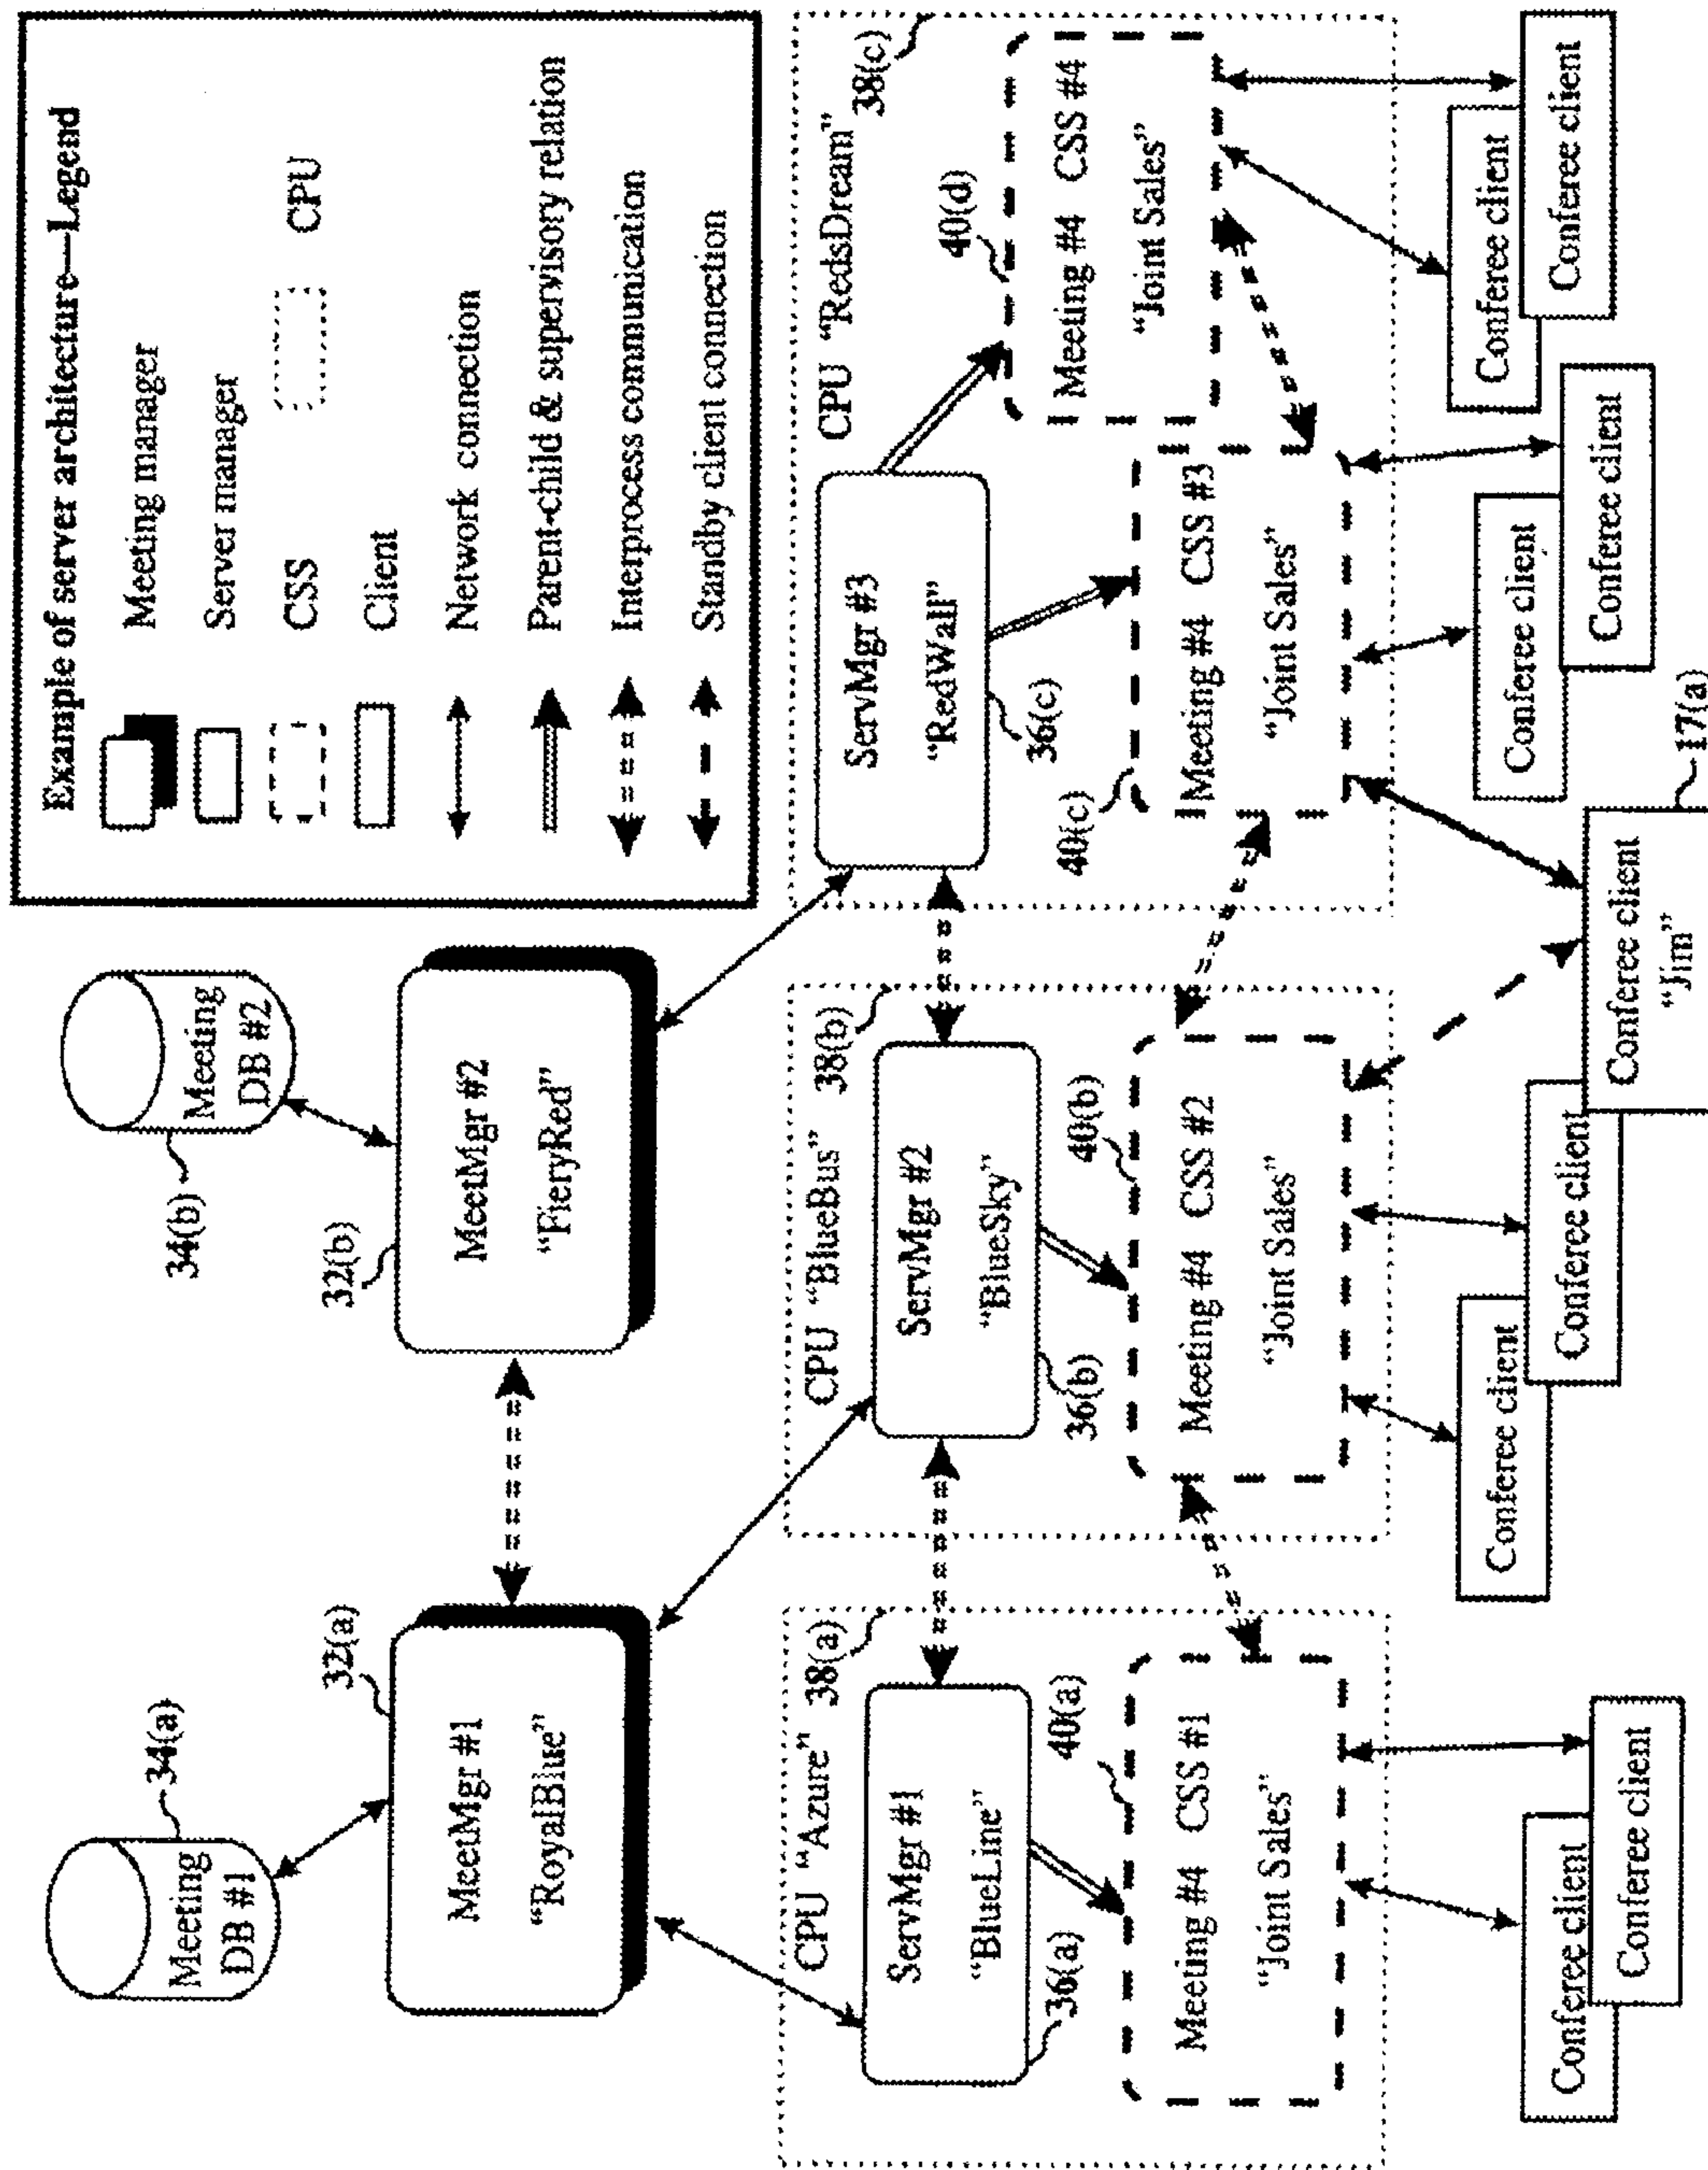 Example of server architecture—Legend
Meeting manager
Server manager
CSS
CPU
Client
Network connection
Parent-child & supervisory relation
Interprocess communication
Standby client connection
34(a)
Meeting
DB #1
34(b)
Meeting
DB #2
32(a)
MeetMgr #1
"RoyalBlue"
32(b)
MeetMgr #2
"FieryRed"
CPU "Azure"
38(a)
ServMgr #1
"BlueLine"
36(a)
40(a)
Meeting #4 CSS #1
"Joint Sales"
Conferee client
Conferee client
CPU "BlueBus"
38(b)
ServMgr #2
"BlueSky"
36(b)
40(b)
Meeting #4 CSS #2
"Joint Sales"
Conferee client
Conferee client
Conferee client
"Jim"
17(a)
CPU "RedsDream"
38(c)
ServMgr #3
"RedWall"
36(c)
40(c)
Meeting #4 CSS #3
"Joint Sales"
40(d)
Meeting #4 CSS #4
"Joint Sales"
Conferee client
Conferee client
Conferee client
Conferee client